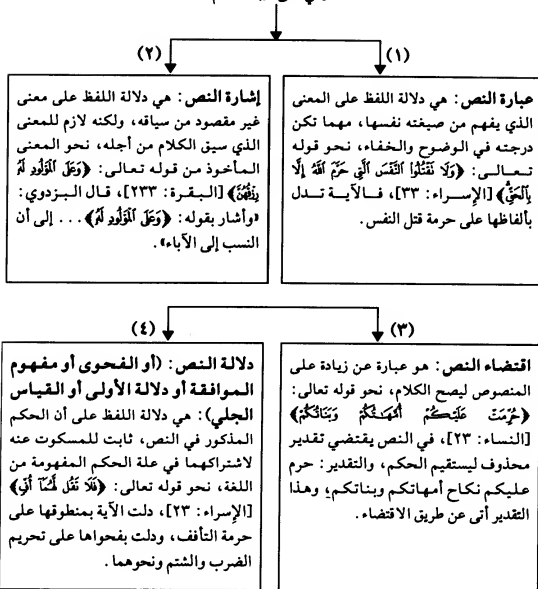 (١)
عبارة النص: هي دلالة اللفظ على المعنى
الذي يفهم من صيغته نفسها، مهما تكن
درجته في الوضوح والخفاء، نحو قوله
تعالى: ﴿وَلَا نَقْتُلُوا النَّفْسَ الَّتِي حَرَّمَ اللَّهُ إِلَّا
بِالْحَقِّ﴾ [الإسراء: ٣٣]، فالآية تدل
بألفاظها على حرمة قتل النفس.
(٢)
إشارة النص: هي دلالة اللفظ على معنى
غير مقصود من سياقه، ولكنه لازم للمعنى
الذي سيق الكلام من أجله، نحو المعنى
المأخوذ من قوله تعالى: ﴿وَعَلَى الْمَوْلُودِ لَهُ
رِزْقُهُنَّ﴾ [البقرة: ٢٣٣]، قال البزدوي:
«وأشار بقوله: ﴿وَعَلَى الْمَوْلُودِ لَهُ﴾... إلى أن
النسب إلى الآباء».
(٣)
اقتضاء النص: هو عبارة عن زيادة على
المنصوص ليصح الكلام، نحو قوله تعالى:
﴿حُرِّمَتْ عَلَيْكُمْ أُمَّهَاتُكُمْ وَبَنَاتُكُمْ﴾
[النساء: ٢٣]، في النص يقتضي تقدير
محذوف ليستقيم الحكم، والتقدير: حرم
عليكم نكاح أمهاتكم وبناتكم، وهذا
التقدير أتى عن طريق الاقتضاء.
(٤)
دلالة النص: (أو الفحوى أو مفهوم
الموافقة أو دلالة الأولى أو القياس
الجلي): هي دلالة اللفظ على أن الحكم
المذكور في النص، ثابت للمسكوت عنه
لاشتراكهما في علة الحكم المفهومة من
اللغة، نحو قوله تعالى: ﴿فَلَا تَقُل لَّهُمَا أُفٍّ﴾
[الإسراء: ٢٣]، دلت الآية بمنطوقها على
حرمة التأفف، ودلت بفحواها على تحريم
الضرب والشتم ونحوهما.